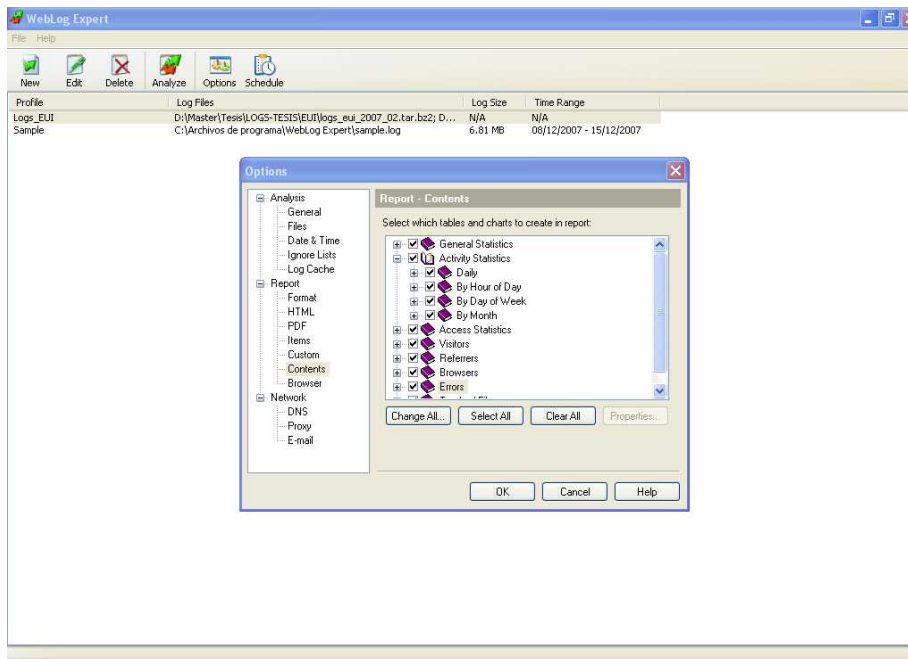 WebLog Expert
File Help
New Edit Delete Analyze Options Schedule
Profile Log Files Log Size Time Range
Logs_EUI D:\Master\Tesis\LOGS-TESIS\EUI\logs_eui_2007_02.tar.bz2; D... N/A N/A
Sample C:\Archivos de programa\WebLog Expert\sample.log 6.81 MB 08/12/2007 - 15/12/2007
Options
Analysis
General
Files
Date & Time
Ignore Lists
Log Cache
Report
Format
HTML
PDF
Items
Custom
Contents
Browser
Network
DNS
Proxy
E-mail
Report - Contents
Select which tables and charts to create in report:
General Statistics
Activity Statistics
Daily
By Hour of Day
By Day of Week
By Month
Access Statistics
Visitors
Referrers
Browsers
Errors
Change All... Select All Clear All Properties...
OK Cancel Help